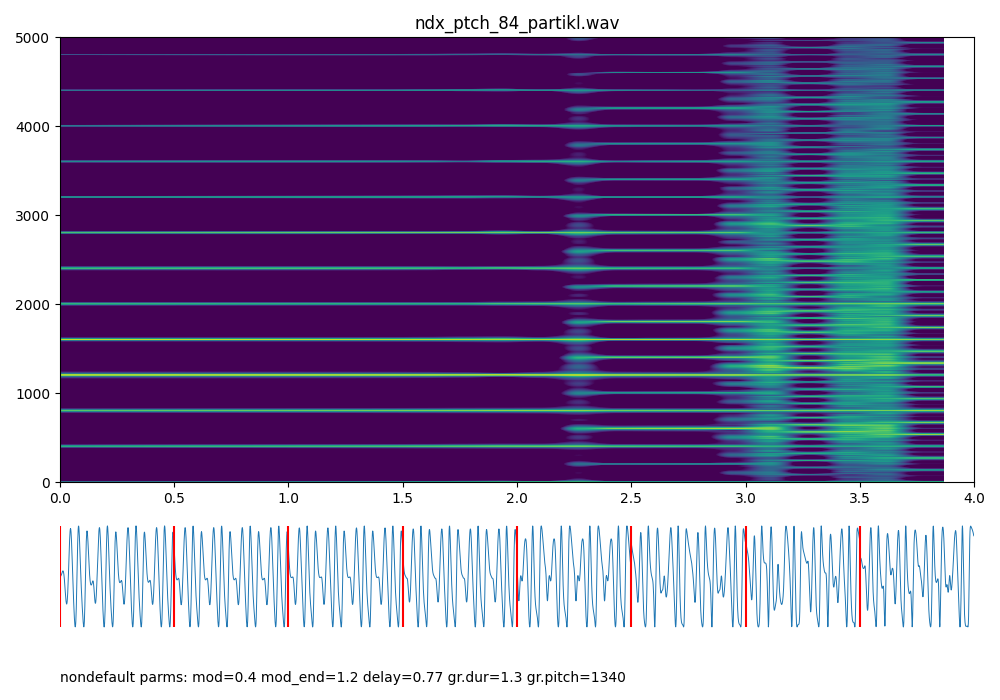 ndx_ptch_84_partikl.wav
5000
4000
3000
2000
1000
0
0.0 0.5 1.0 1.5 2.0 2.5 3.0 3.5 4.0
nondefault parms: mod=0.4 mod_end=1.2 delay=0.77 gr.dur=1.3 gr.pitch=1340